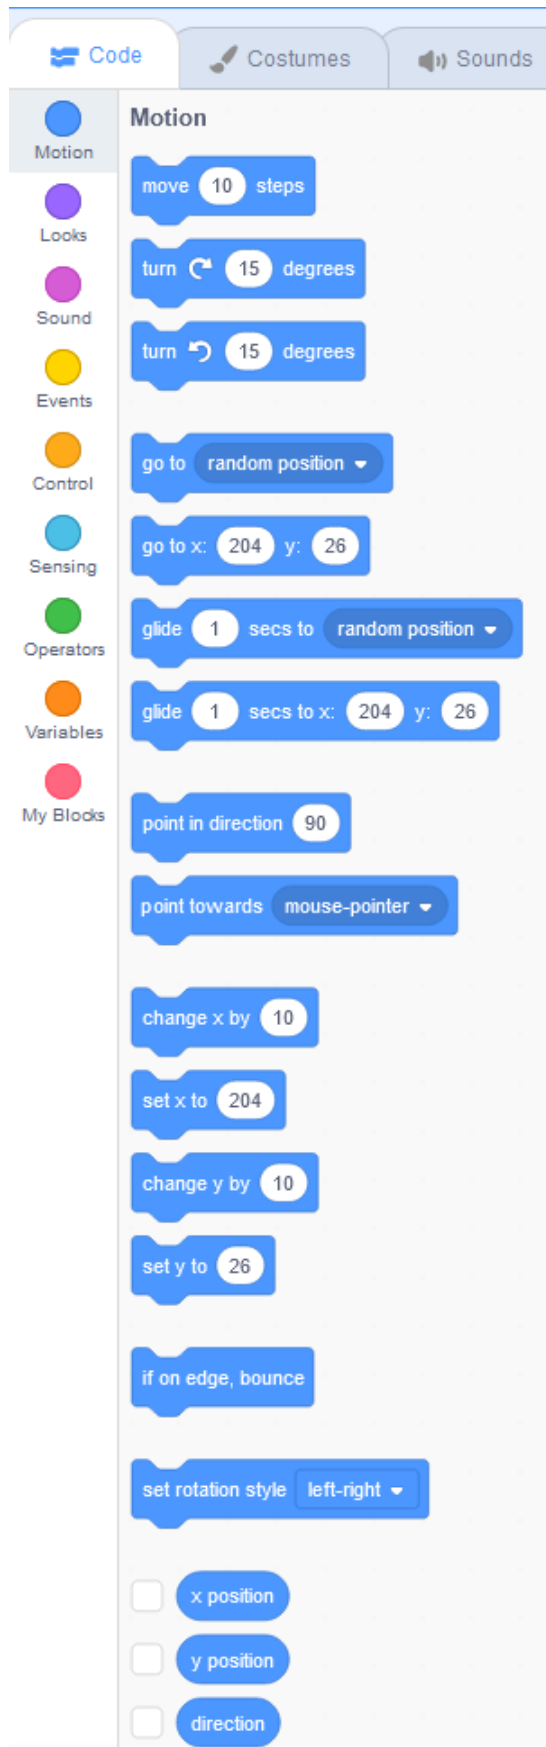 Code Costumes Sounds
Motion
Looks
Sound
Events
Control
Sensing
Operators
Variables
My Blocks
Motion
move 10 steps
turn 15 degrees
turn 15 degrees
go to random position
go to x: 204 y: 26
glide 1 secs to random position
glide 1 secs to x: 204 y: 26
point in direction 90
point towards mouse-pointer
change x by 10
set x to 204
change y by 10
set y to 26
if on edge, bounce
set rotation style left-right
x position
y position
direction